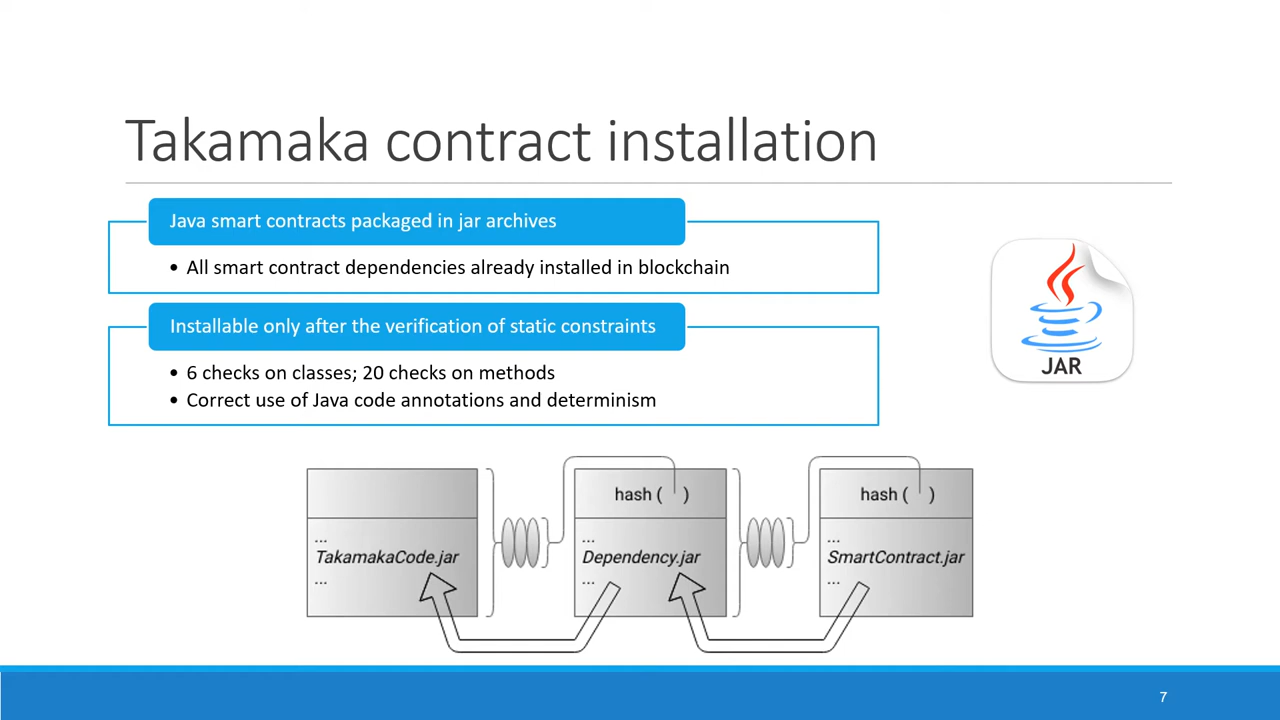 Takamaka contract installation
Java smart contracts packaged in jar archives
• All smart contract dependencies already installed in blockchain
Installable only after the verification of static constraints
• 6 checks on classes; 20 checks on methods
• Correct use of Java code annotations and determinism
JAR
...
TakamakaCode.jar
...
hash ( )
...
Dependency.jar
...
hash ( )
...
SmartContract.jar
...
7